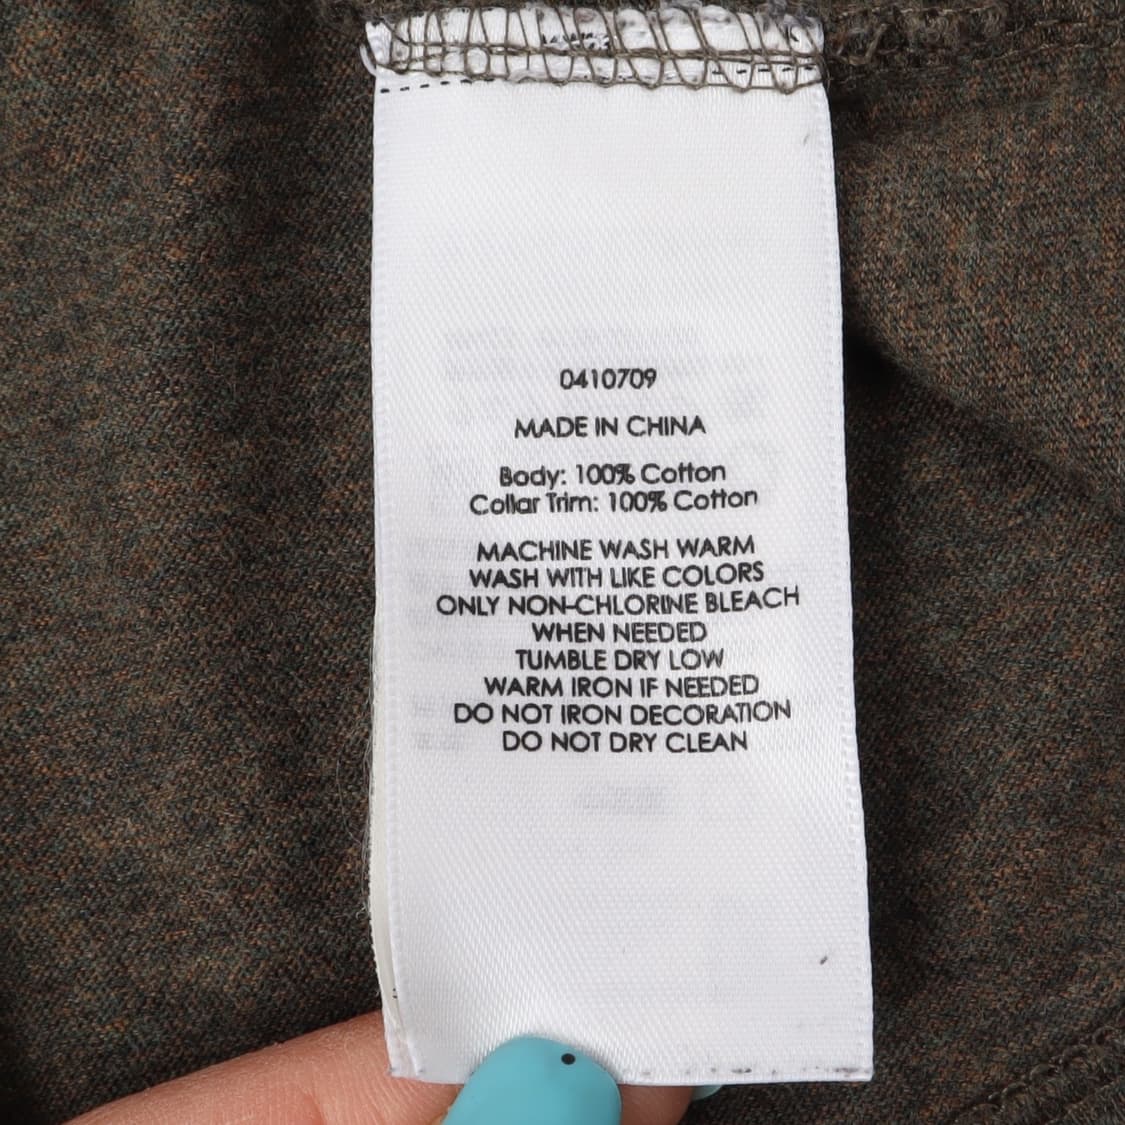 0410709
MADE IN CHINA
Body: 100% Cotton
Collar Trim: 100% Cotton
MACHINE WASH WARM
WASH WITH LIKE COLORS
ONLY NON-CHLORINE BLEACH
WHEN NEEDED
TUMBLE DRY LOW
WARM IRON IF NEEDED
DO NOT IRON DECORATION
DO NOT DRY CLEAN